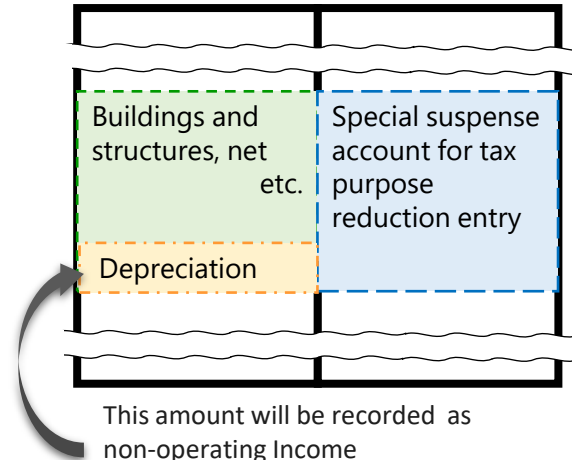 Buildings and
structures, net
etc.
Depreciation
Special suspense
account for tax
purpose
reduction entry
This amount will be recorded as
non-operating Income